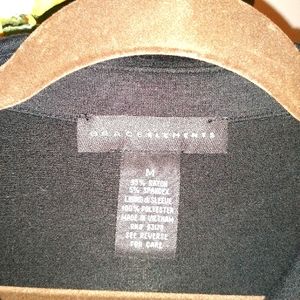 GRACEELEMENTS
M
95% RAYON
5% SPANDEX
LINING @ SLEEVE
100% POLYESTER
MADE IN VIETNAM
SEE REVERSE
FOR CARE